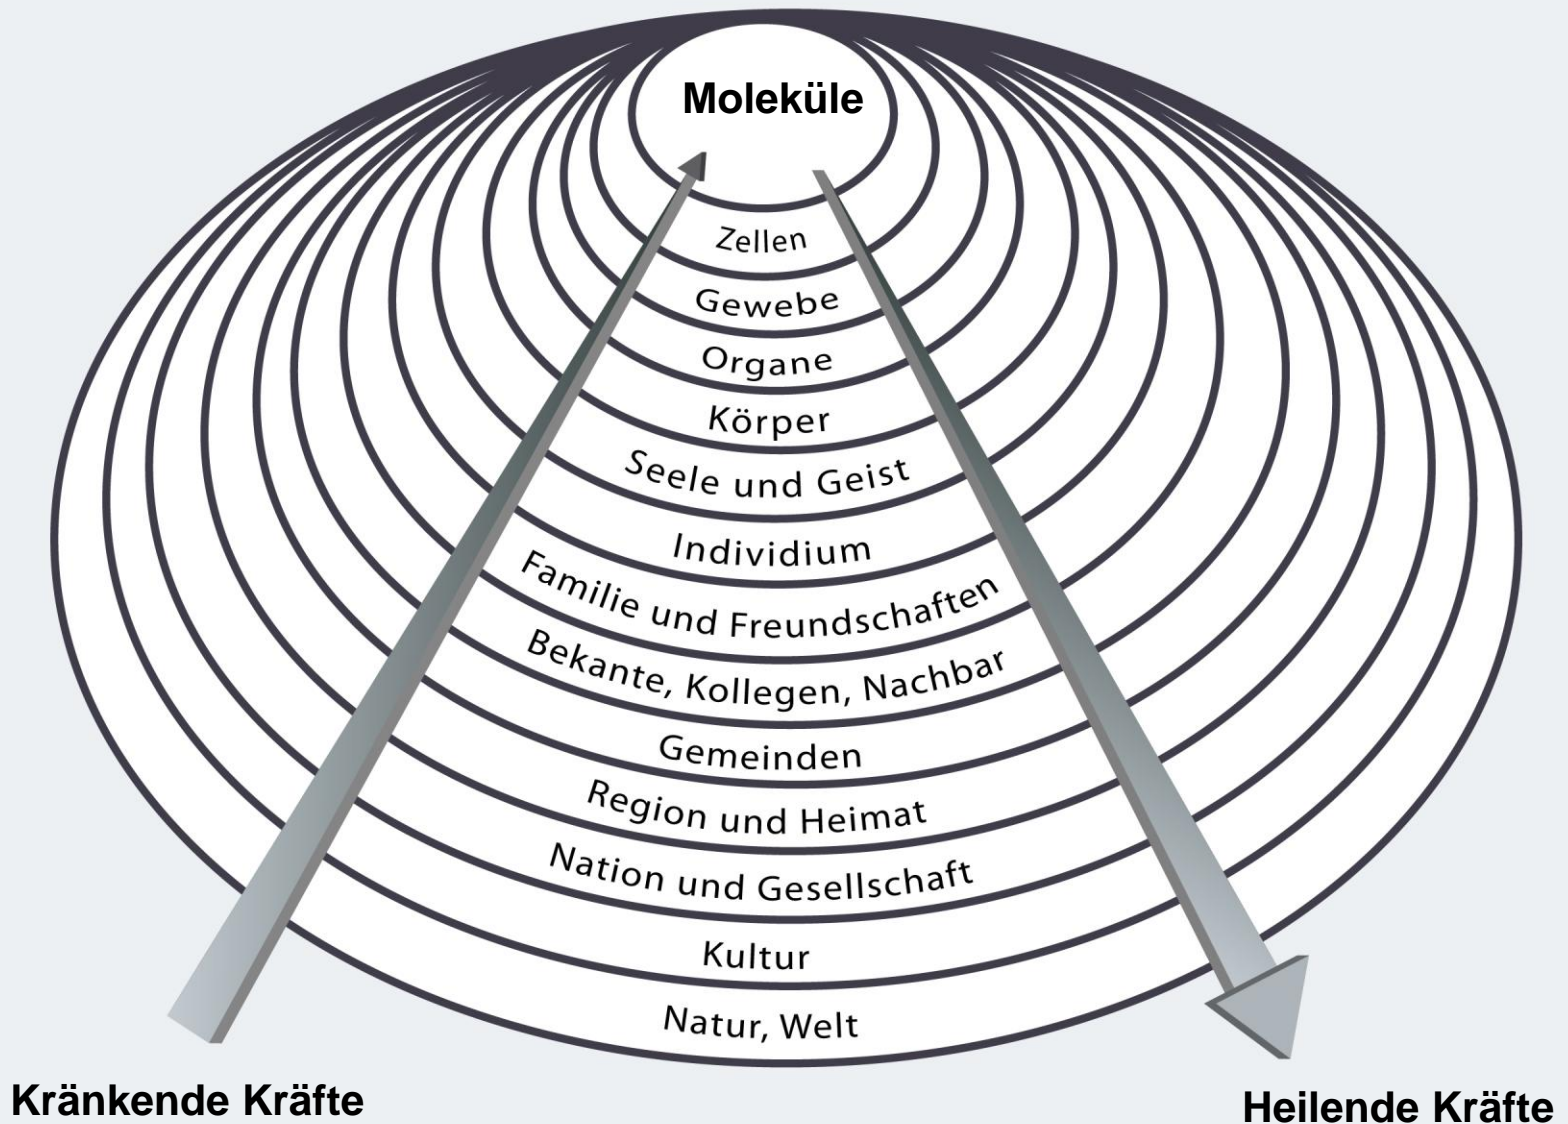 Moleküle
Zellen
Gewebe
Organe
Körper
Seele und Geist
Individium
Familie und Freundschaften
Bekante, Kollegen, Nachbar
Gemeinden
Region und Heimat
Nation und Gesellschaft
Kultur
Natur, Welt
Kränkende Kräfte
Heilende Kräfte